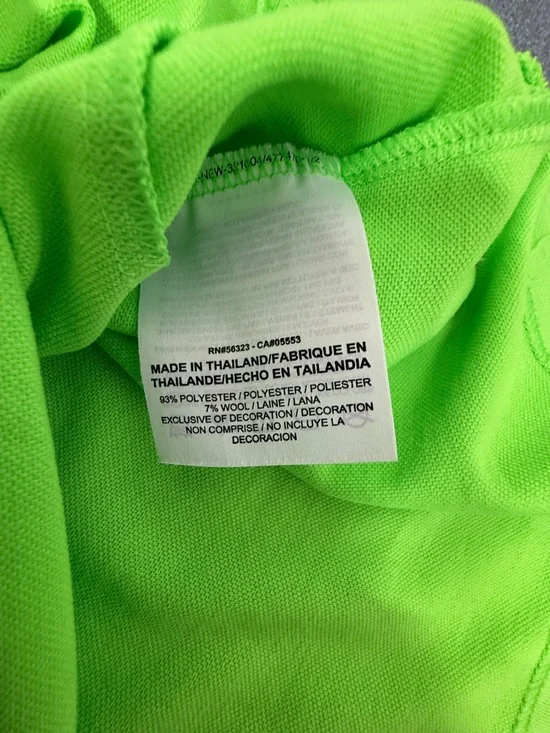 RN#56323 - CA#05553
MADE IN THAILAND/FABRIQUE EN
THAILANDE/HECHO EN TAILANDIA
93% POLYESTER / POLYESTER / POLIESTER
7% WOOL / LAINE / LANA
EXCLUSIVE OF DECORATION / DECORATION
NON COMPRISE / NO INCLUYE LA
DECORACION